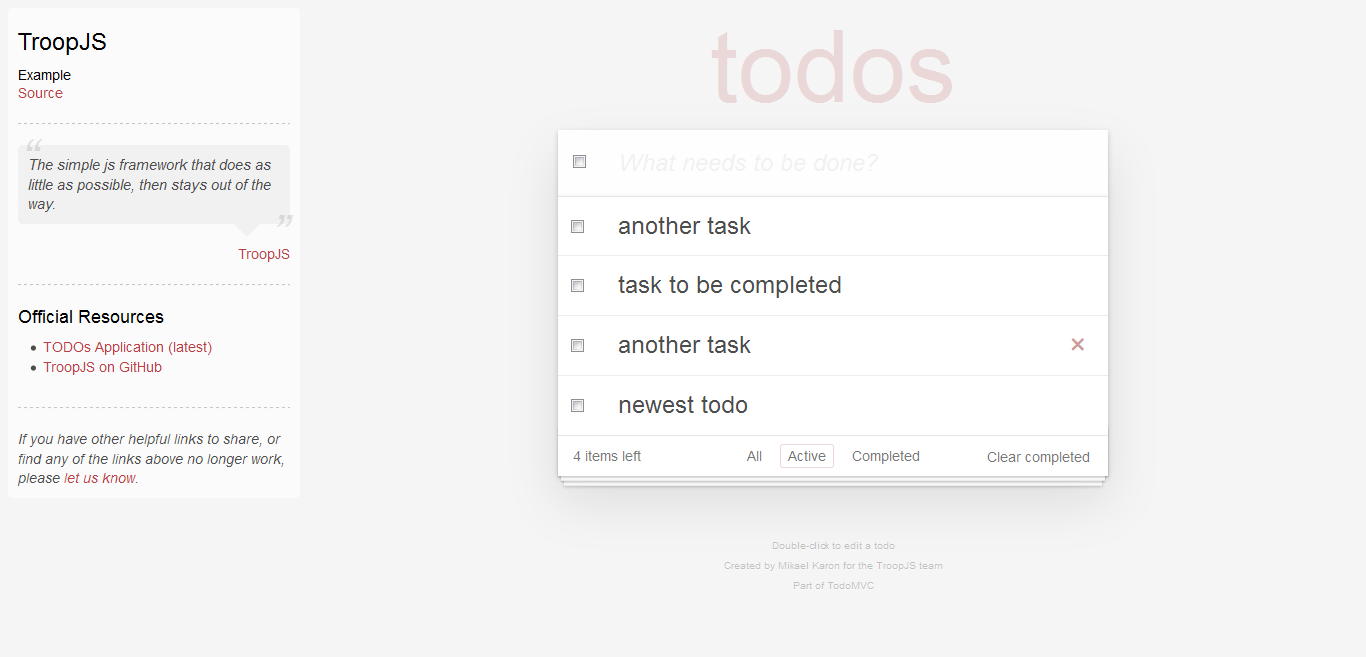 TroopJS
Example
Source
“
The simple js framework that does as
little as possible, then stays out of the
way.
”
TroopJS
Official Resources
• TODOs Application (latest)
• TroopJS on GitHub
If you have other helpful links to share, or
find any of the links above no longer work,
please let us know.
todos
What needs to be done?
another task
task to be completed
another task
newest todo
4 items left
All
Active
Completed
Clear completed
Double-click to edit a todo
Created by Mikael Karon for the TroopJS team
Part of TodoMVC